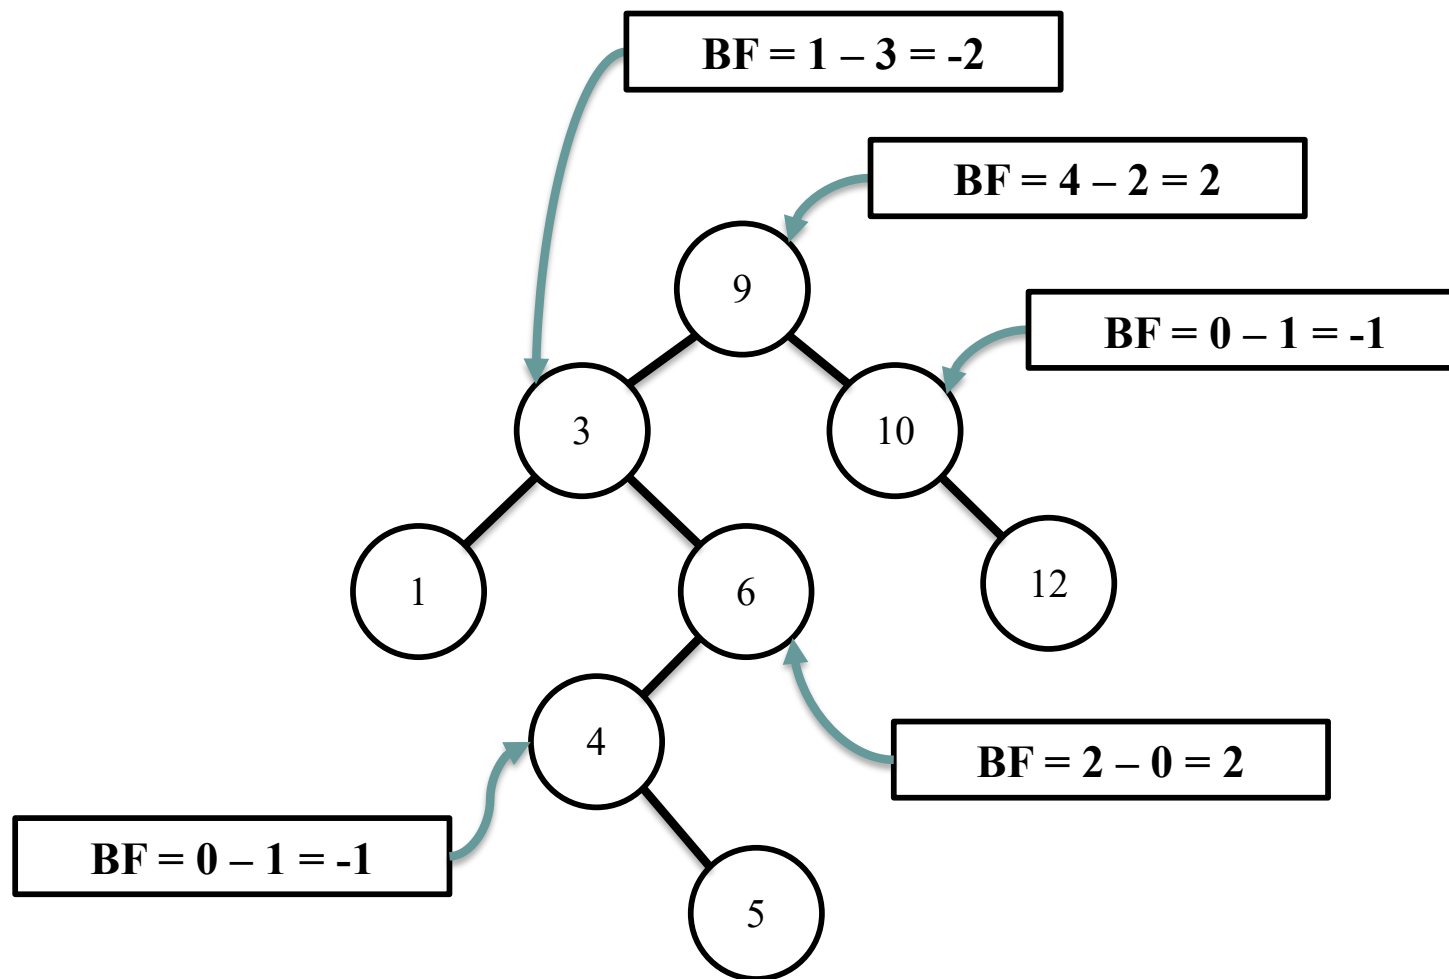 BF = 1 – 3 = -2
BF = 4 – 2 = 2
9
BF = 0 – 1 = -1
3
10
1
6
12
4
BF = 2 – 0 = 2
BF = 0 – 1 = -1
5